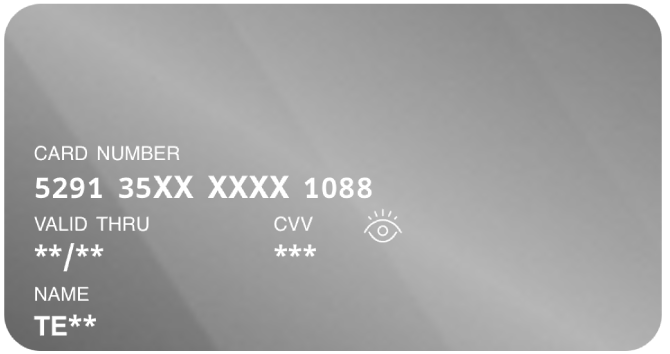 CARD NUMBER
5291 35XX XXXX 1088
VALID THRU CVV
**/** ***
NAME
TE**